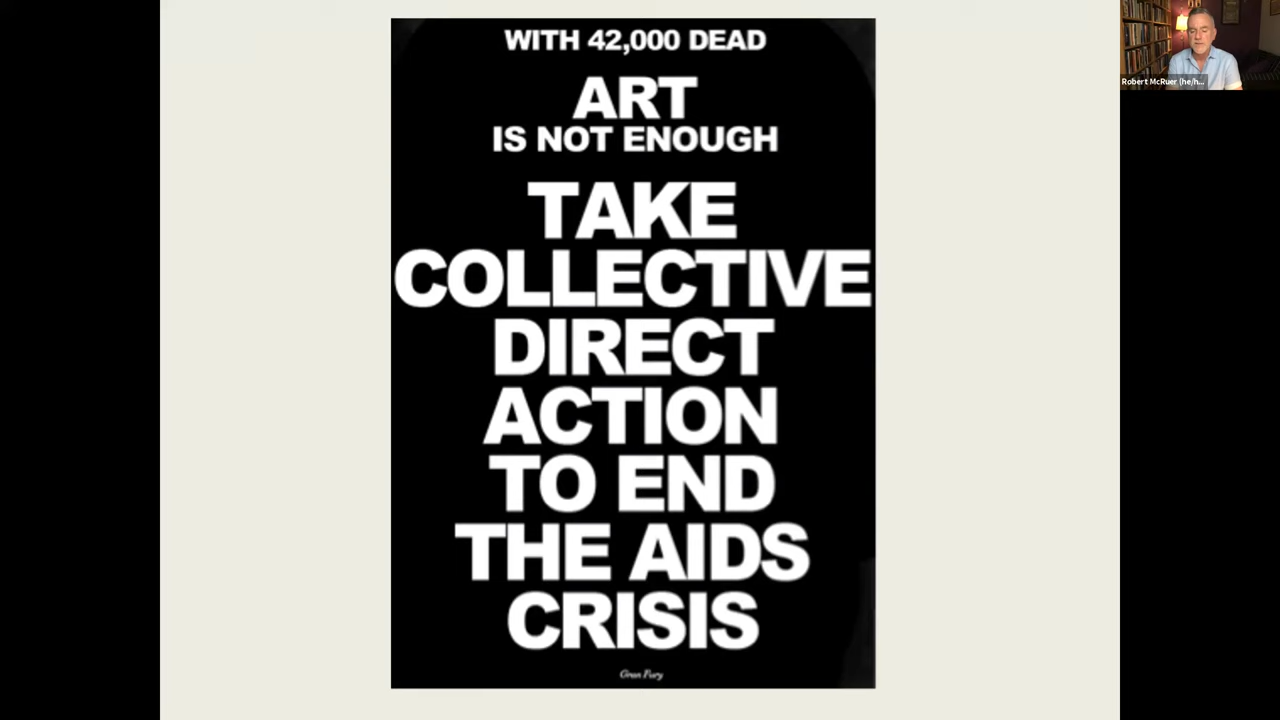 WITH 42,000 DEAD
ART
IS NOT ENOUGH
TAKE
COLLECTIVE
DIRECT
ACTION
TO END
THE AIDS
CRISIS
Gran Fury
Robert McRuer (he/h...